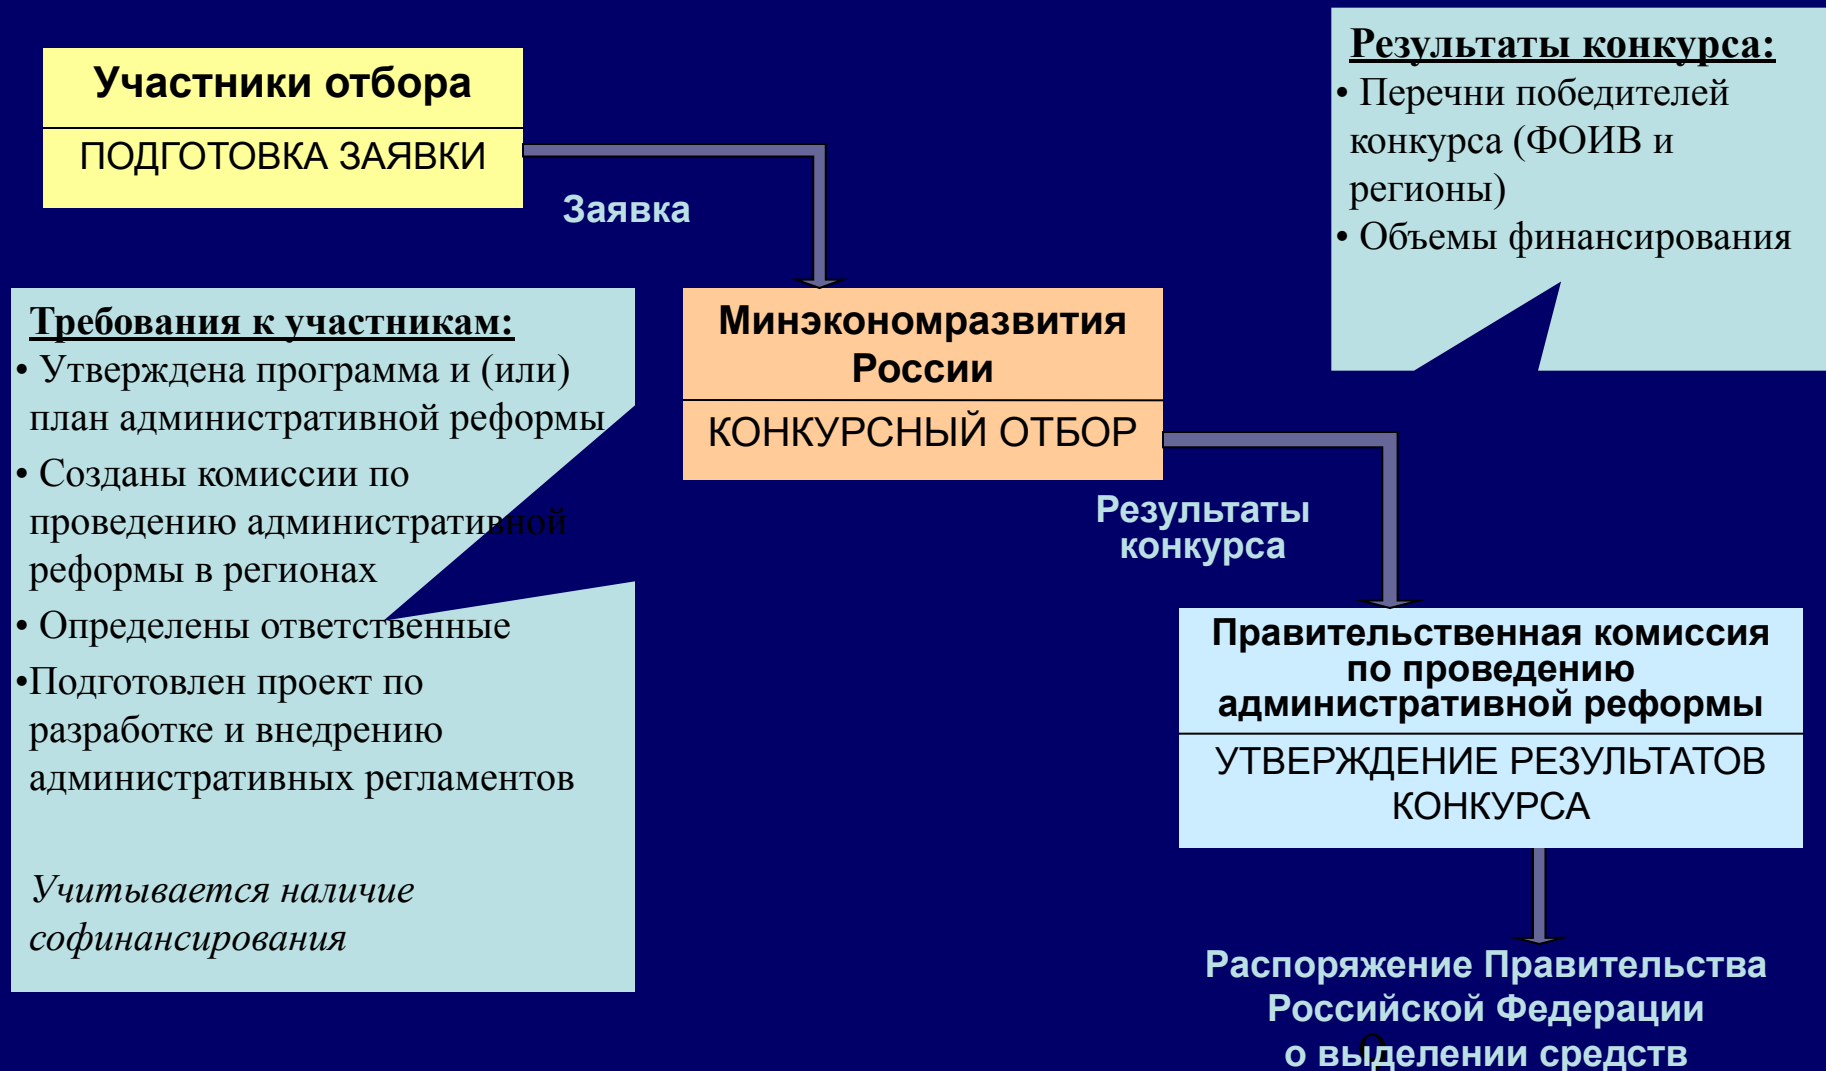 Участники отбора
ПОДГОТОВКА ЗАЯВКИ
Заявка
Результаты конкурса:
• Перечни победителей
конкурса (ФОИВ и
регионы)
• Объемы финансирования
Требования к участникам:
• Утверждена программа и (или)
план административной реформы
• Созданы комиссии по
проведению административной
реформы в регионах
• Определены ответственные
•Подготовлен проект по
разработке и внедрению
административных регламентов
Учитывается наличие
софинансирования
Минэкономразвития
России
КОНКУРСНЫЙ ОТБОР
Результаты
конкурса
Правительственная комиссия
по проведению
административной реформы
УТВЕРЖДЕНИЕ РЕЗУЛЬТАТОВ
КОНКУРСА
Распоряжение Правительства
Российской Федерации
о выделении средств